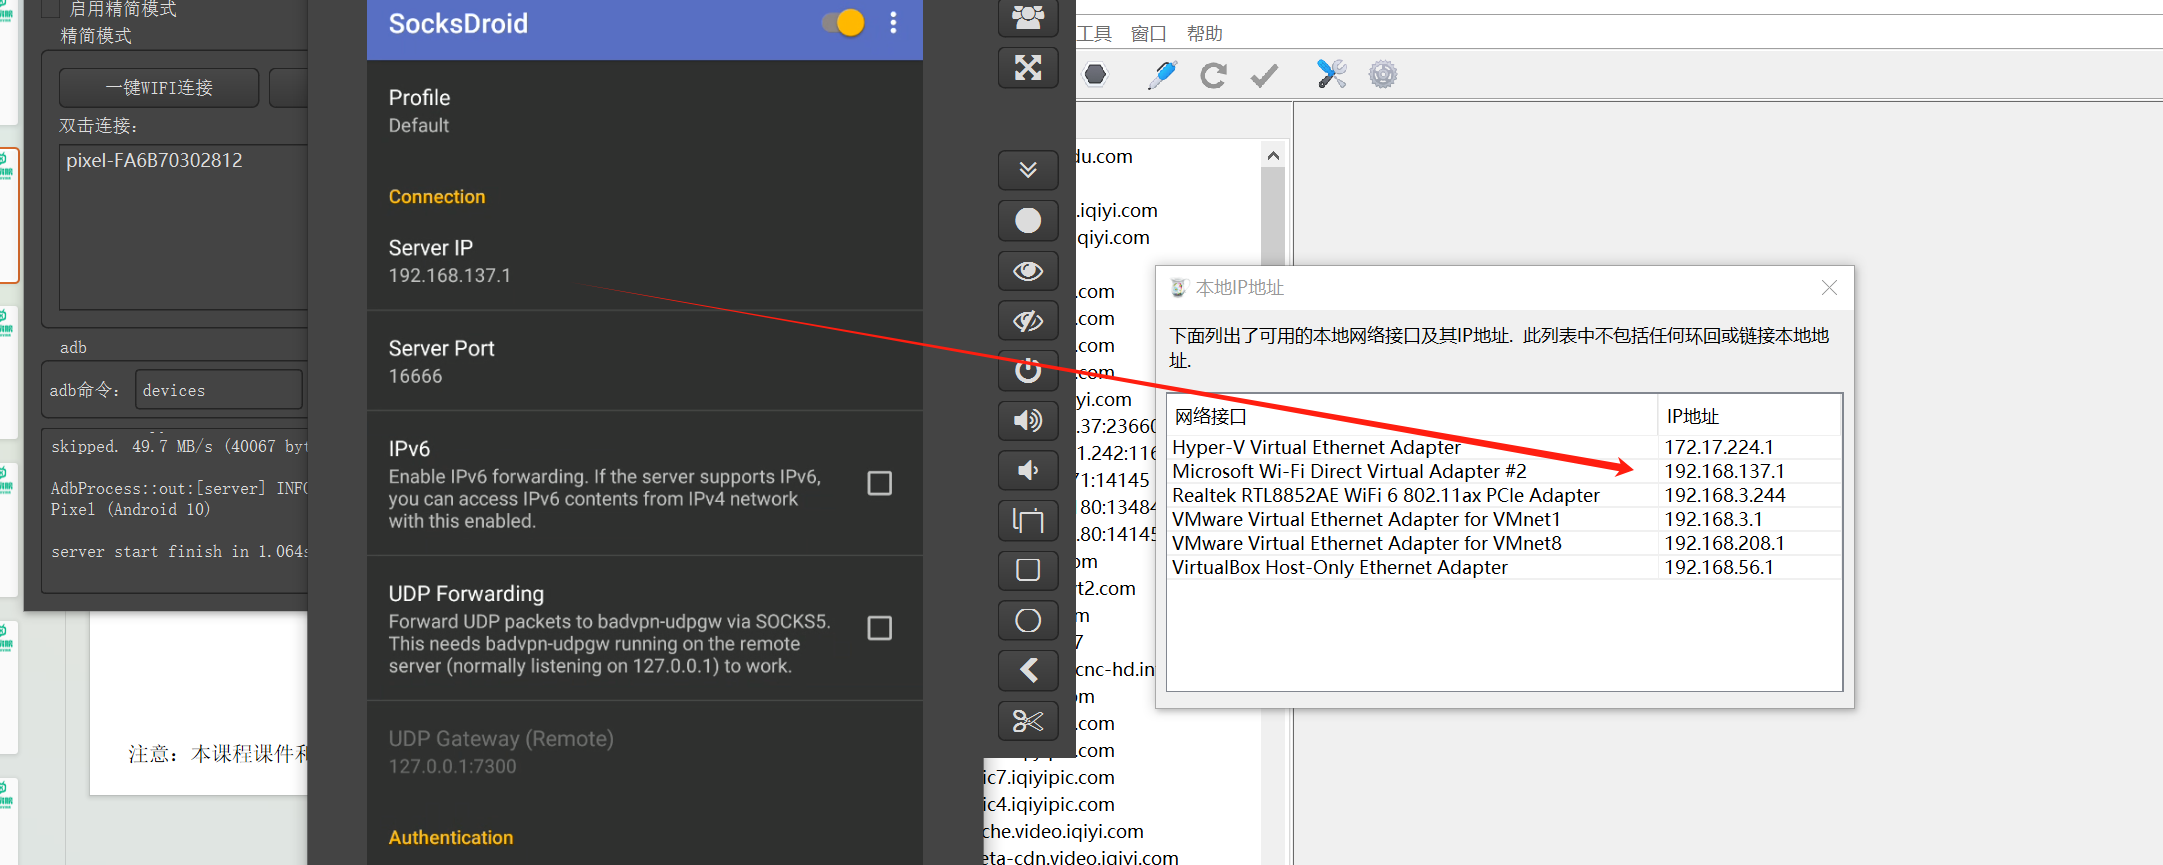 启用精简模式
精简模式
一键WIFI连接
双击连接:
pixel-FA6B70302812
adb
adb命令:
devices
skipped. 49.7 MB/s (40067 byt
AdbProcess::out:[server] INFO
Pixel (Android 10)
server start finish in 1.064s
注意：本课程课件和
SocksDroid
Profile
Default
Connection
Server IP
192.168.137.1
Server Port
16666
IPv6
Enable IPv6 forwarding. If the server supports IPv6,
you can access IPv6 contents from IPv4 network
with this enabled.
UDP Forwarding
Forward UDP packets to badvpn-udpgw via SOCKS5.
This needs badvpn-udpgw running on the remote
server (normally listening on 127.0.0.1) to work.
UDP Gateway (Remote)
127.0.0.1:7300
Authentication
工具 窗口 帮助
du.com
.iqiyi.com
qiyi.com
.com
.com
.com
.com
yi.com
.37:23660
1.242:116
71:14145
180:13484
.80:14145
om
rt2.com
m
7
cnc-hd.in
om
.com
.com
ic7.iqiyipic.com
ic4.iqiyipic.com
che.video.iqiyi.com
eta-cdn.video.iqiyi.com
本地IP地址
下面列出了可用的本地网络接口及其IP地址. 此列表中不包括任何环回或链接本地地
址.
网络接口 IP地址
Hyper-V Virtual Ethernet Adapter 172.17.224.1
Microsoft Wi-Fi Direct Virtual Adapter #2 192.168.137.1
Realtek RTL8852AE WiFi 6 802.11ax PCIe Adapter 192.168.3.244
VMware Virtual Ethernet Adapter for VMnet1 192.168.3.1
VMware Virtual Ethernet Adapter for VMnet8 192.168.208.1
VirtualBox Host-Only Ethernet Adapter 192.168.56.1